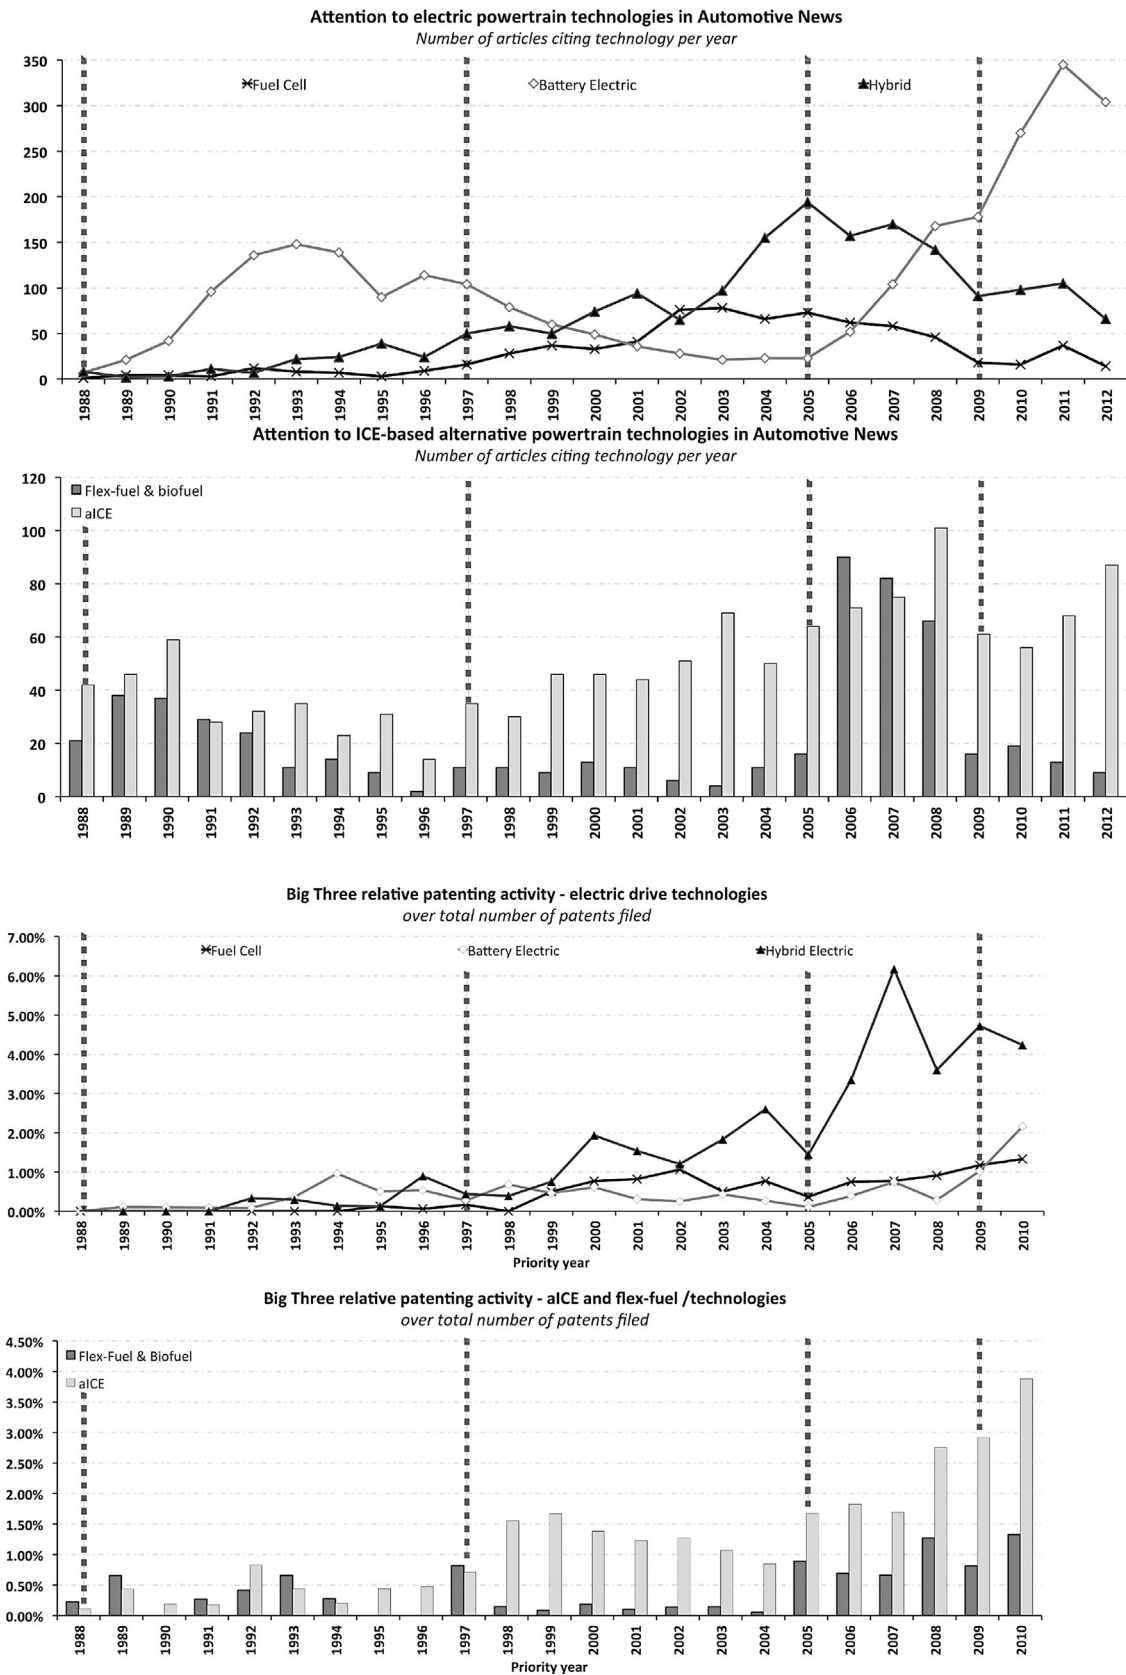 Attention to electric powertrain technologies in Automotive News
Number of articles citing technology per year
350
Fuel Cell Battery Electric Hybrid
300
250
200
150
100
50
0
1988 1989 1990 1991 1992 1993 1994 1995 1996 1997 1998 1999 2000 2001 2002 2003 2004 2005 2006 2007 2008 2009 2010 2011 2012
Attention to ICE-based alternative powertrain technologies in Automotive News
Number of articles citing technology per year
120
Flex-fuel & biofuel
aICE
100
80
60
40
20
0
1988 1989 1990 1991 1992 1993 1994 1995 1996 1997 1998 1999 2000 2001 2002 2003 2004 2005 2006 2007 2008 2009 2010 2011 2012
Big Three relative patenting activity - electric drive technologies
over total number of patents filed
7.00%
Fuel Cell Battery Electric Hybrid Electric
6.00%
5.00%
4.00%
3.00%
2.00%
1.00%
0.00%
1988 1989 1990 1991 1992 1993 1994 1995 1996 1997 1998 1999 2000 2001 2002 2003 2004 2005 2006 2007 2008 2009 2010
Priority year
Big Three relative patenting activity - aICE and flex-fuel /technologies
over total number of patents filed
4.50%
Flex-Fuel & Biofuel
4.00%
aICE
3.50%
3.00%
2.50%
2.00%
1.50%
1.00%
0.50%
0.00%
1988 1989 1990 1991 1992 1993 1994 1995 1996 1997 1998 1999 2000 2001 2002 2003 2004 2005 2006 2007 2008 2009 2010
Priority year